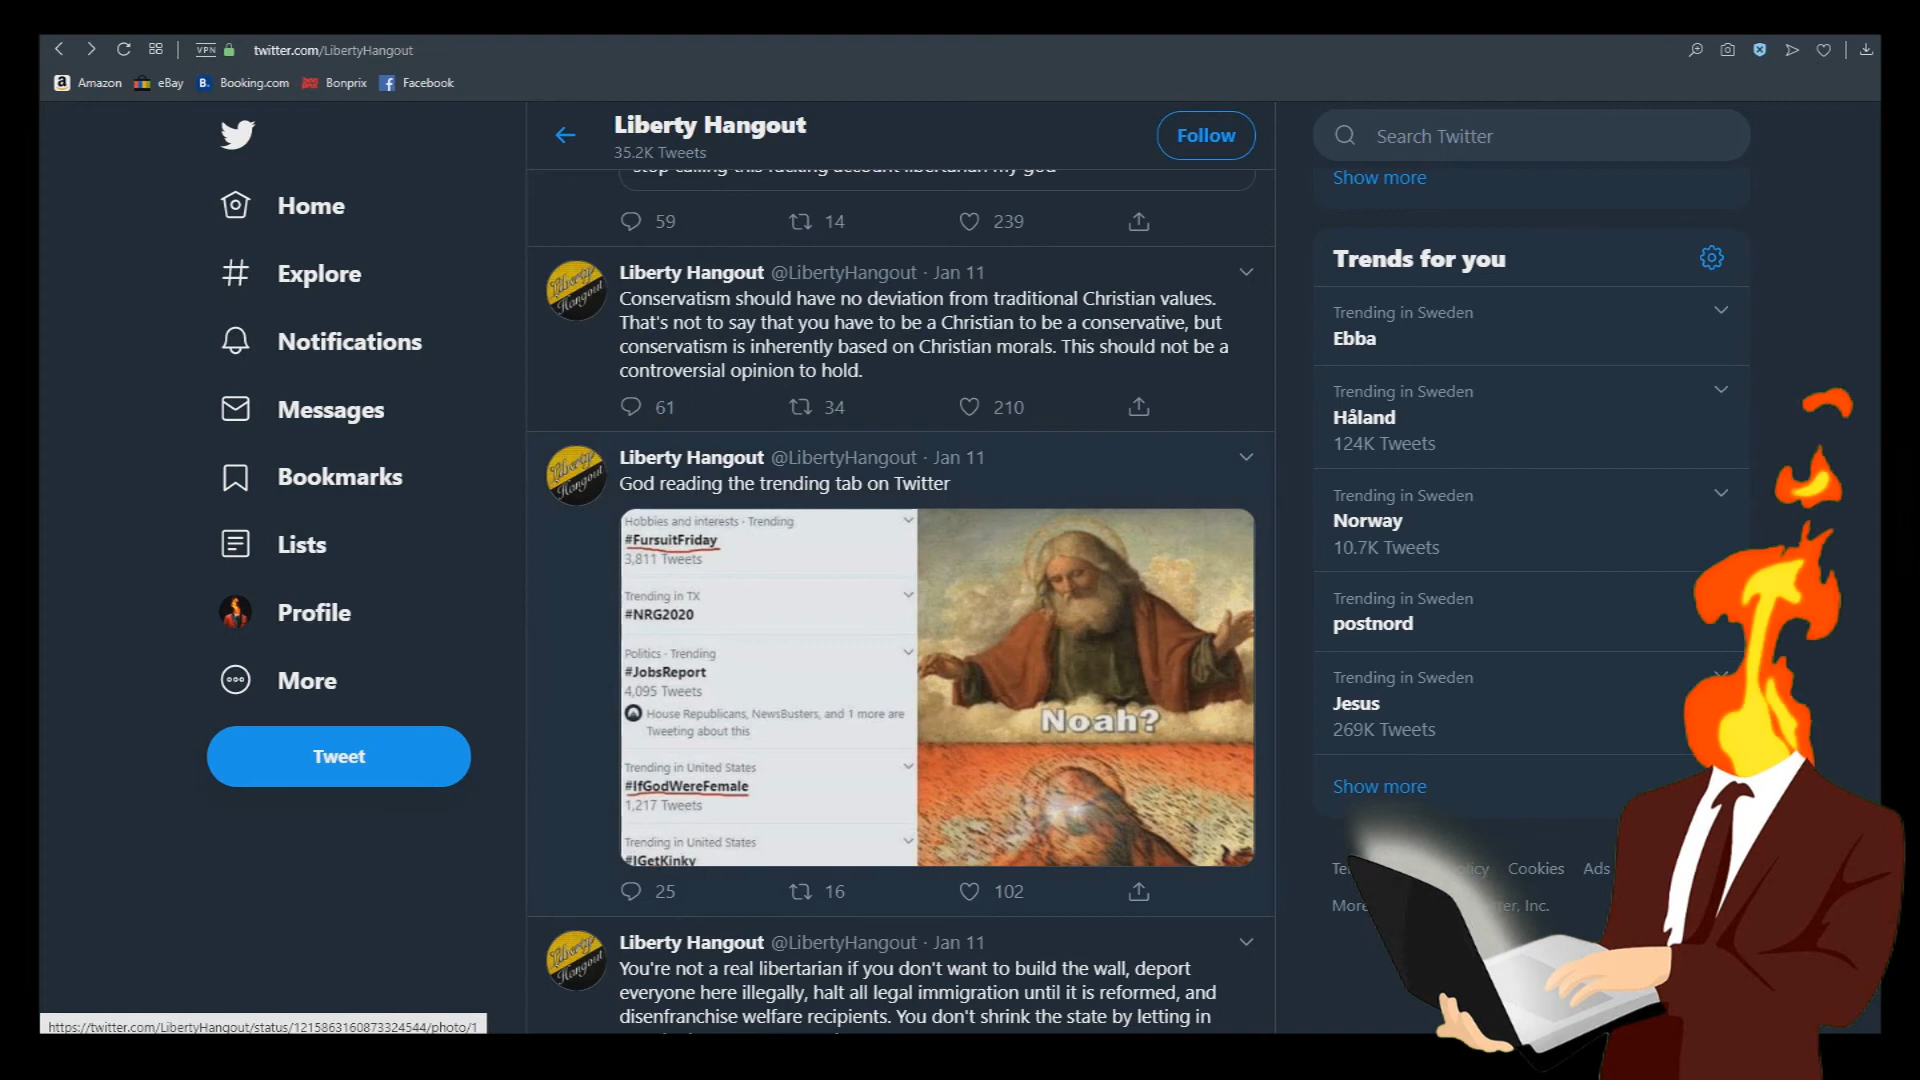 VPN twitter.com/LibertyHangout
Amazon eBay Booking.com Bonprix Facebook
Home
Explore
Notifications
Messages
Bookmarks
Lists
Profile
More
Tweet
Liberty Hangout
35.2K Tweets
Follow
stop calling this fucking account libertarian my god
59 14 239
Liberty Hangout @LibertyHangout · Jan 11
Conservatism should have no deviation from traditional Christian values.
That's not to say that you have to be a Christian to be a conservative, but
conservatism is inherently based on Christian morals. This should not be a
controversial opinion to hold.
61 34 210
Liberty Hangout @LibertyHangout · Jan 11
God reading the trending tab on Twitter
Hobbies and interests · Trending
#FursuitFriday
3,811 Tweets
Trending in TX
#NRG2020
Politics · Trending
#JobsReport
4,095 Tweets
House Republicans, NewsBusters, and 1 more are
Tweeting about this
Trending in United States
#IfGodWereFemale
1,217 Tweets
Trending in United States
#IGetKinky
Noah?
25 16 102
Liberty Hangout @LibertyHangout · Jan 11
You're not a real libertarian if you don't want to build the wall, deport
everyone here illegally, halt all legal immigration until it is reformed, and
disenfranchise welfare recipients. You don't shrink the state by letting in
Search Twitter
Show more
Trends for you
Trending in Sweden
Ebba
Trending in Sweden
Håland
124K Tweets
Trending in Sweden
Norway
10.7K Tweets
Trending in Sweden
postnord
Trending in Sweden
Jesus
269K Tweets
Show more
Cookies Ads
More Inc.
https://twitter.com/LibertyHangout/status/1215863160873324544/photo/1